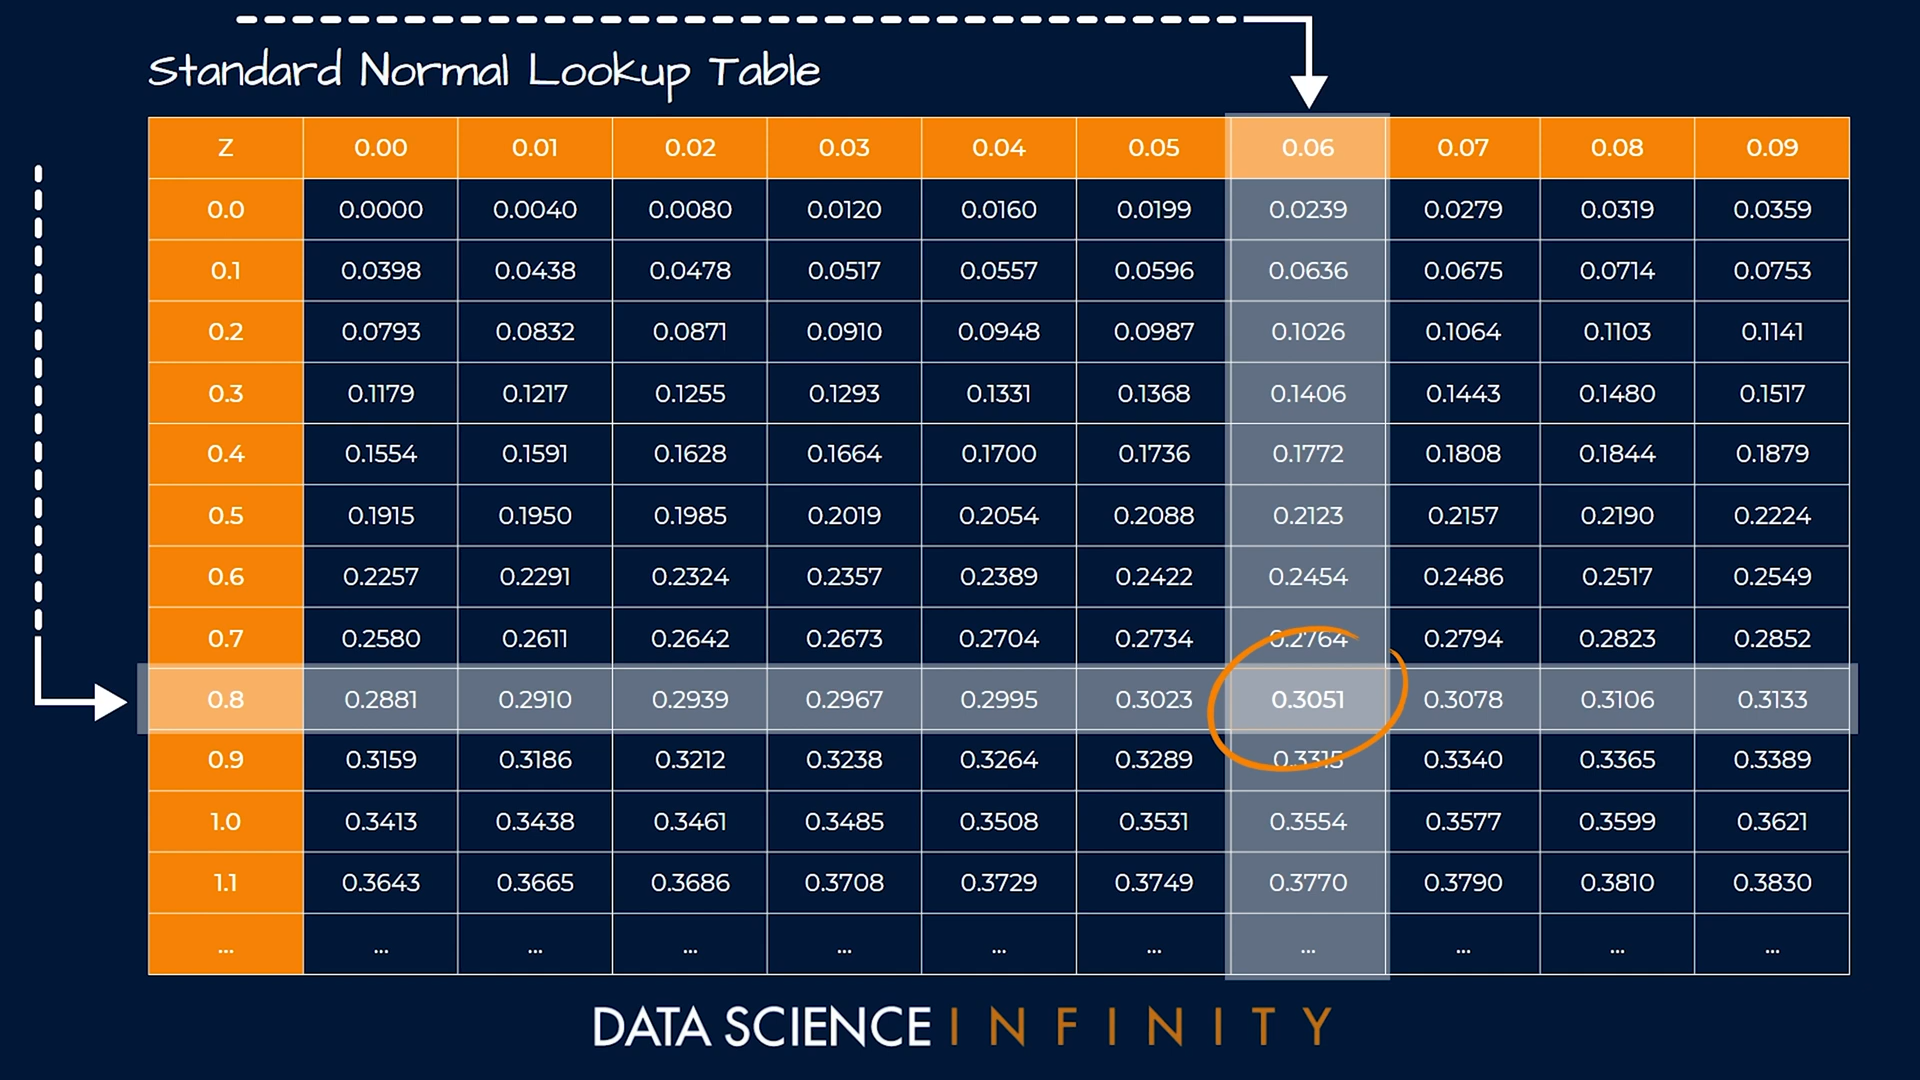 Standard Normal Lookup Table
Z 0.00 0.01 0.02 0.03 0.04 0.05 0.06 0.07 0.08 0.09
0.0 0.0000 0.0040 0.0080 0.0120 0.0160 0.0199 0.0239 0.0279 0.0319 0.0359
0.1 0.0398 0.0438 0.0478 0.0517 0.0557 0.0596 0.0636 0.0675 0.0714 0.0753
0.2 0.0793 0.0832 0.0871 0.0910 0.0948 0.0987 0.1026 0.1064 0.1103 0.1141
0.3 0.1179 0.1217 0.1255 0.1293 0.1331 0.1368 0.1406 0.1443 0.1480 0.1517
0.4 0.1554 0.1591 0.1628 0.1664 0.1700 0.1736 0.1772 0.1808 0.1844 0.1879
0.5 0.1915 0.1950 0.1985 0.2019 0.2054 0.2088 0.2123 0.2157 0.2190 0.2224
0.6 0.2257 0.2291 0.2324 0.2357 0.2389 0.2422 0.2454 0.2486 0.2517 0.2549
0.7 0.2580 0.2611 0.2642 0.2673 0.2704 0.2734 0.2764 0.2794 0.2823 0.2852
0.8 0.2881 0.2910 0.2939 0.2967 0.2995 0.3023 0.3051 0.3078 0.3106 0.3133
0.9 0.3159 0.3186 0.3212 0.3238 0.3264 0.3289 0.3315 0.3340 0.3365 0.3389
1.0 0.3413 0.3438 0.3461 0.3485 0.3508 0.3531 0.3554 0.3577 0.3599 0.3621
1.1 0.3643 0.3665 0.3686 0.3708 0.3729 0.3749 0.3770 0.3790 0.3810 0.3830
... ... ... ... ... ... ... ... ... ... ...
DATA SCIENCE INFINITY